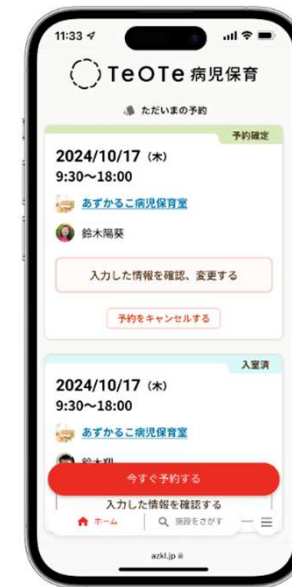 11:33
TeOTe 病児保育
ただいまの予約
予約確定
2024/10/17（木）
9:30〜18:00
あずかるこ病児保育室
鈴木陽葵
入力した情報を確認、変更する
予約をキャンセルする
入室済
2024/10/17（木）
9:30〜18:00
あずかるこ病児保育室
鈴木翔
今すぐ予約する
入力した情報を確認する
ホーム
施設をさがす
azkl.jp